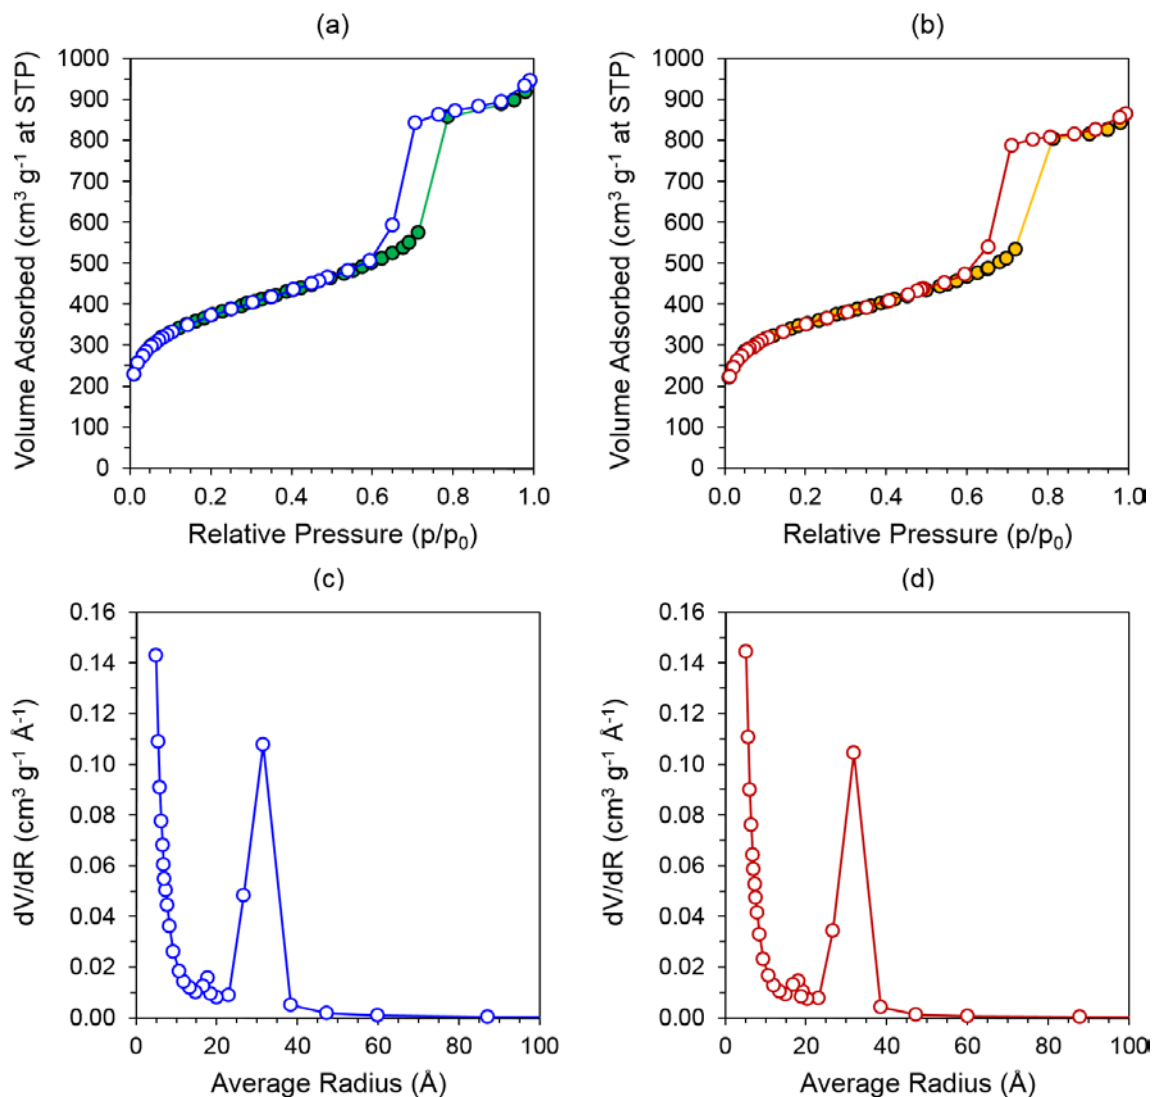 (a)
1000
900
800
700
600
500
400
300
200
100
0
Volume Adsorbed (cm³ g⁻¹ at STP)
0.0 0.2 0.4 0.6 0.8 1.0
Relative Pressure (p/p₀)
(b)
1000
900
800
700
600
500
400
300
200
100
0
Volume Adsorbed (cm³ g⁻¹ at STP)
0.0 0.2 0.4 0.6 0.8 1.0
Relative Pressure (p/p₀)
(c)
0.16
0.14
0.12
0.10
0.08
0.06
0.04
0.02
0.00
dV/dR (cm³ g⁻¹ Å⁻¹)
0 20 40 60 80 100
Average Radius (Å)
(d)
0.16
0.14
0.12
0.10
0.08
0.06
0.04
0.02
0.00
dV/dR (cm³ g⁻¹ Å⁻¹)
0 20 40 60 80 100
Average Radius (Å)